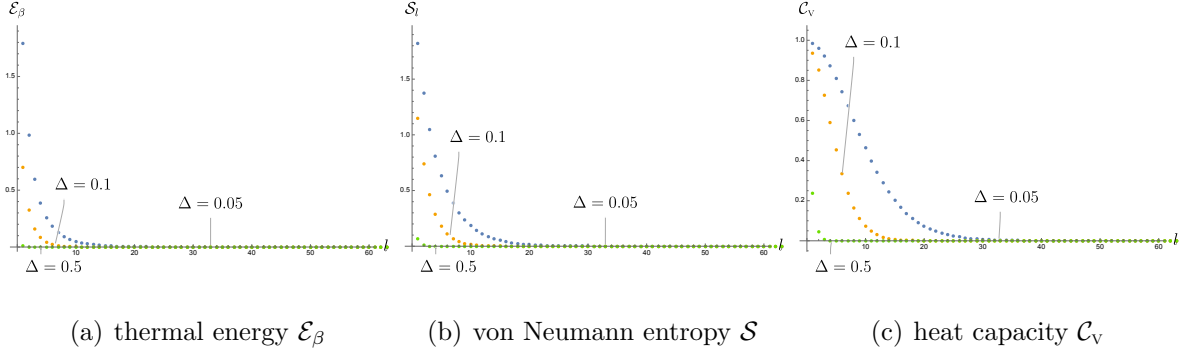 ℰβ
1.5
1.0
0.5
Δ = 0.1
Δ = 0.05
Δ = 0.5
10 20 30 40 50 60
l
𝒮l
1.5
1.0
0.5
Δ = 0.1
Δ = 0.05
Δ = 0.5
10 20 30 40 50 60
l
𝒞v
1.0
0.8
0.6
0.4
0.2
Δ = 0.1
Δ = 0.05
Δ = 0.5
10 20 30 40 50 60
l
(a) thermal energy ℰβ
(b) von Neumann entropy 𝒮
(c) heat capacity 𝒞v